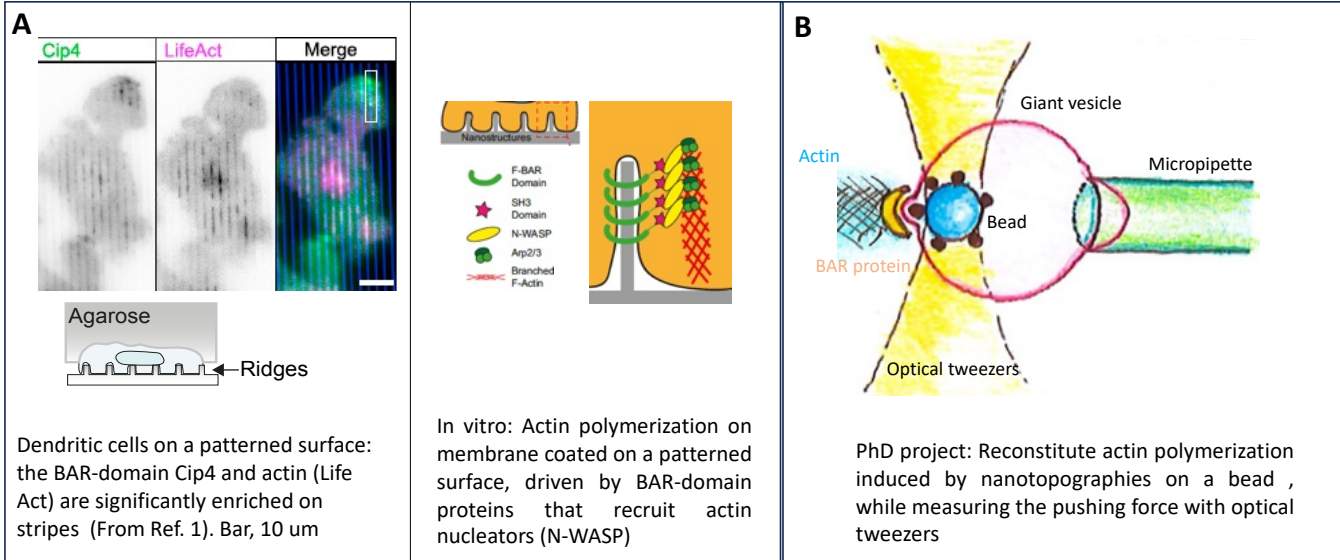 A
Cip4
LifeAct
Merge
Agarose
Ridges
Dendritic cells on a patterned surface:
the BAR-domain Cip4 and actin (Life
Act) are significantly enriched on
stripes (From Ref. 1). Bar, 10 um
Nanostructures
F-BAR
Domain
SH3
Domain
N-WASP
Arp2/3
Branched
F-Actin
In vitro: Actin polymerization on
membrane coated on a patterned
surface, driven by BAR-domain
proteins that recruit actin
nucleators (N-WASP)
B
Giant vesicle
Actin
Micropipette
Bead
BAR protein
Optical tweezers
PhD project: Reconstitute actin polymerization
induced by nanotopographies on a bead ,
while measuring the pushing force with optical
tweezers